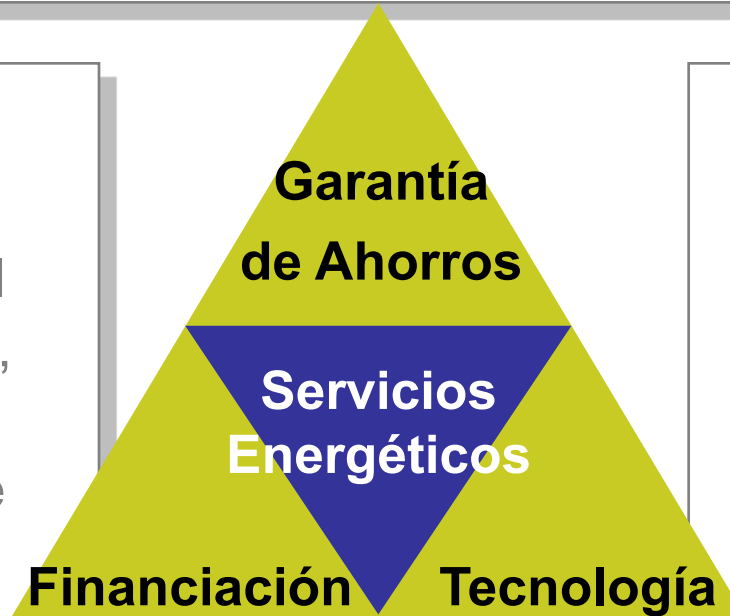 Garantía
de Ahorros
Servicios
Energéticos
Financiación Tecnología